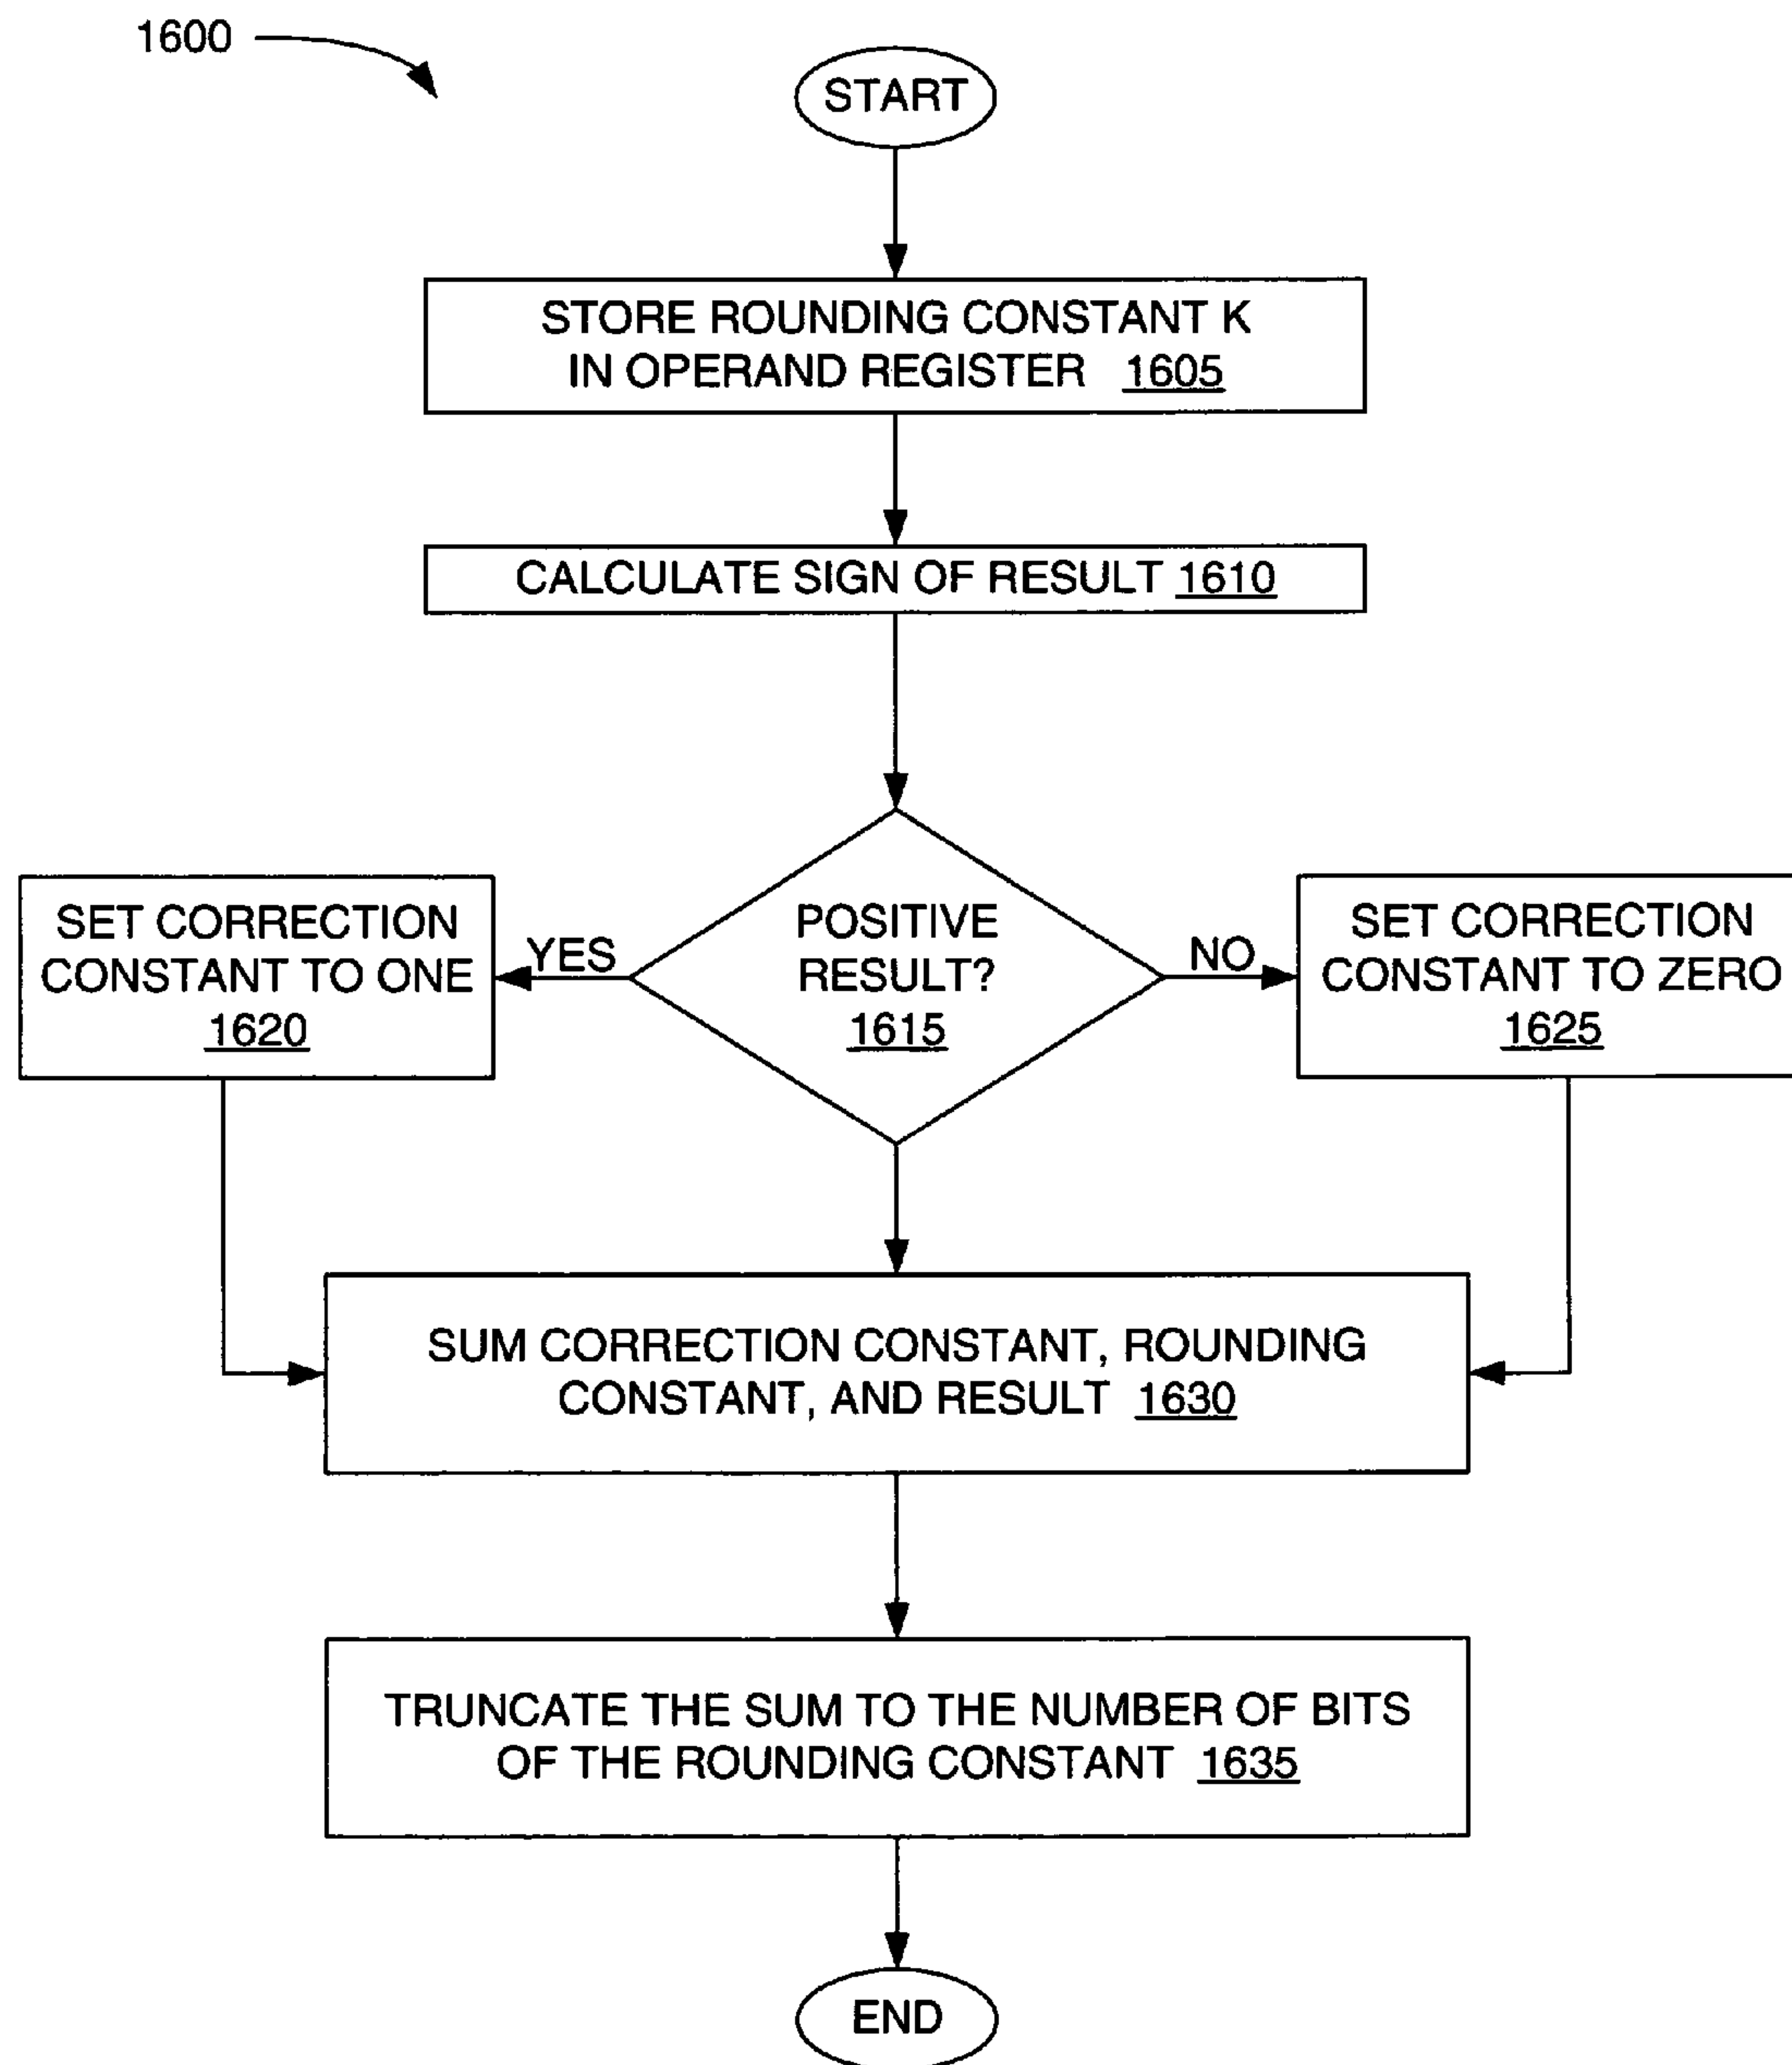 1600
START
STORE ROUNDING CONSTANT K
IN OPERAND REGISTER 1605
CALCULATE SIGN OF RESULT 1610
POSITIVE
RESULT?
1615
YES
SET CORRECTION
CONSTANT TO ONE
1620
NO
SET CORRECTION
CONSTANT TO ZERO
1625
SUM CORRECTION CONSTANT, ROUNDING
CONSTANT, AND RESULT 1630
TRUNCATE THE SUM TO THE NUMBER OF BITS
OF THE ROUNDING CONSTANT 1635
END